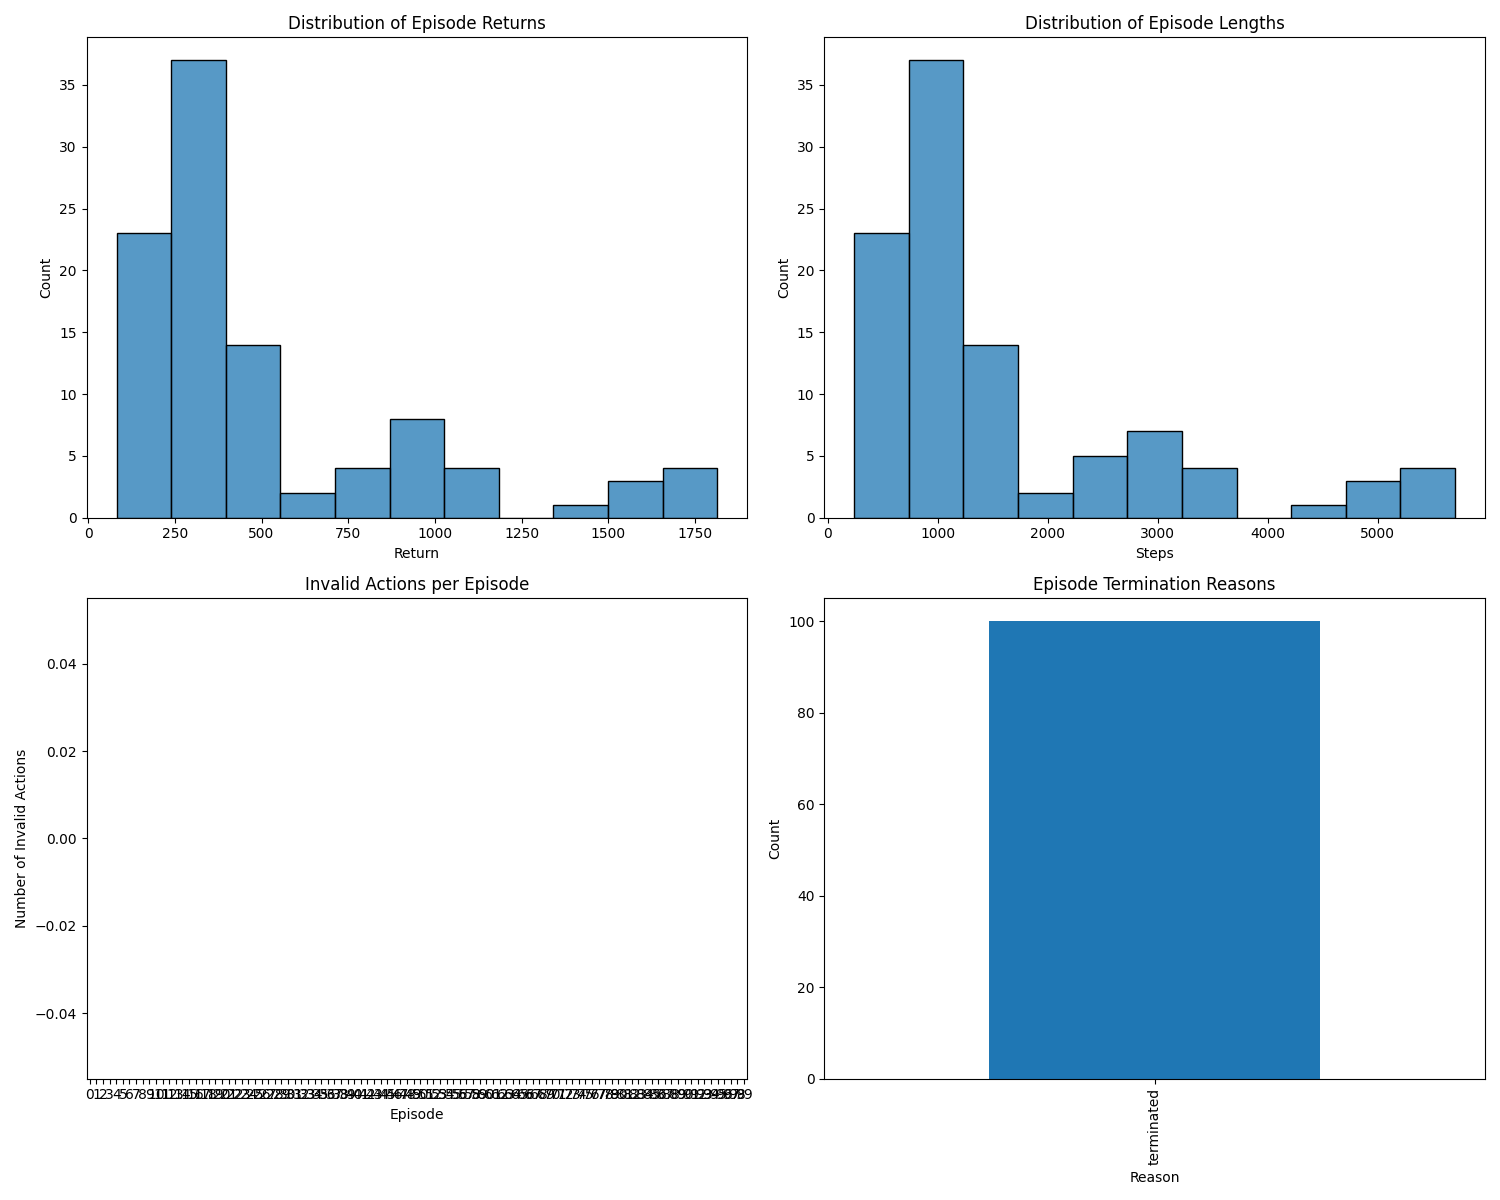 Distribution of Episode Returns
Count
35
30
25
20
15
10
5
0
0 250 500 750 1000 1250 1500 1750
Return
Distribution of Episode Lengths
Count
35
30
25
20
15
10
5
0
0 1000 2000 3000 4000 5000
Steps
Invalid Actions per Episode
Number of Invalid Actions
0.04
0.02
0.00
−0.02
−0.04
Episode
Episode Termination Reasons
Count
100
80
60
40
20
0
terminated
Reason